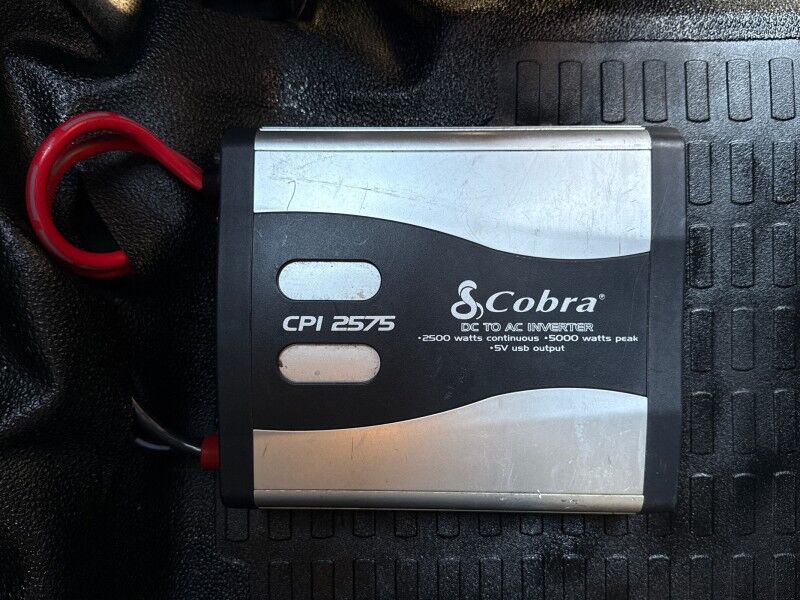 Cobra®
CPI 2575
DC TO AC INVERTER
•2500 watts continuous •5000 watts peak
•5V usb output